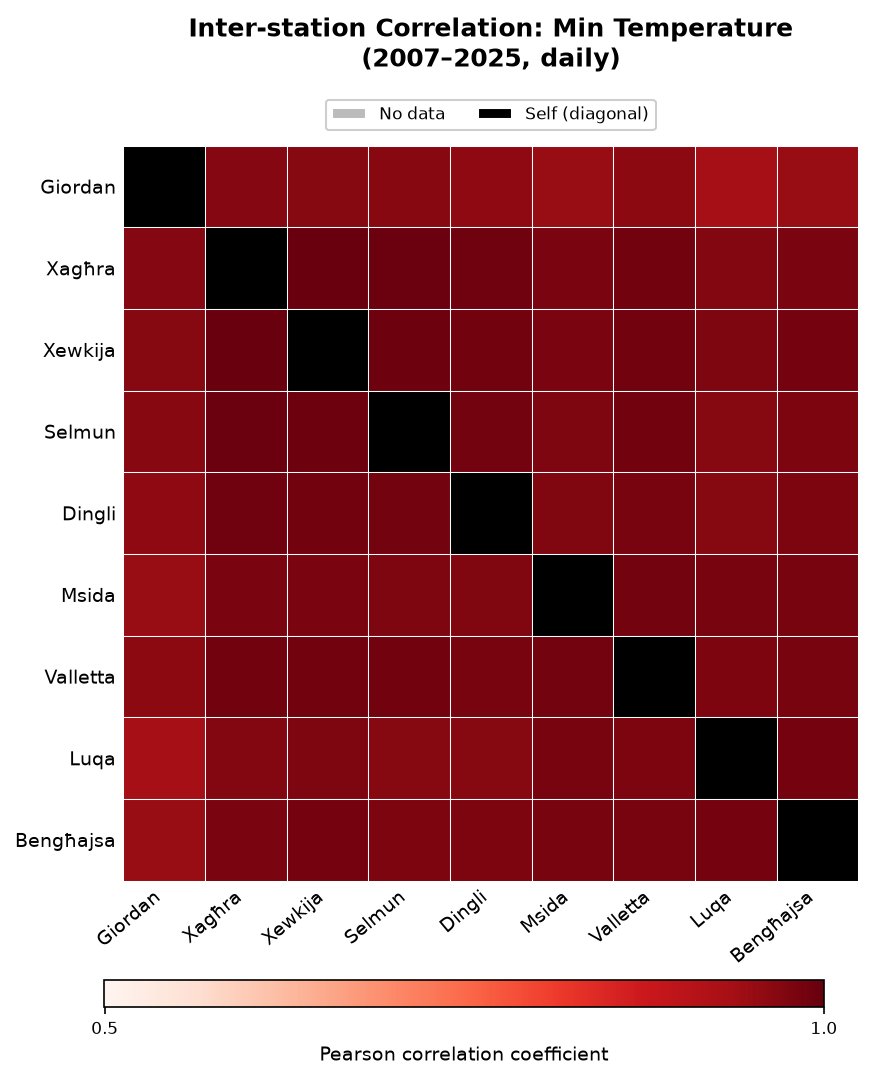 Inter-station Correlation: Min Temperature
(2007–2025, daily)
No data
Self (diagonal)
Giordan
Xagħra
Xewkija
Selmun
Dingli
Msida
Valletta
Luqa
Bengħajsa
Giordan
Xagħra
Xewkija
Selmun
Dingli
Msida
Valletta
Luqa
Bengħajsa
0.5
1.0
Pearson correlation coefficient